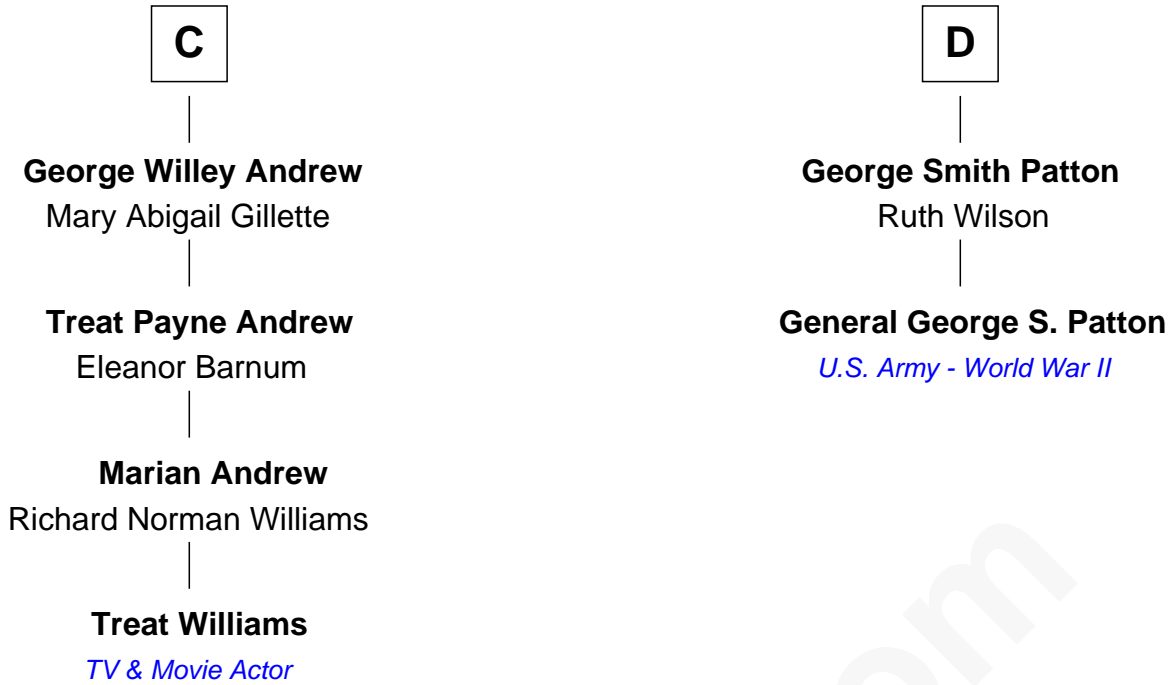 C
George Willey Andrew
Mary Abigail Gillette
Treat Payne Andrew
Eleanor Barnum
Marian Andrew
Richard Norman Williams
Treat Williams
TV & Movie Actor
D
George Smith Patton
Ruth Wilson
General George S. Patton
U.S. Army - World War II
om